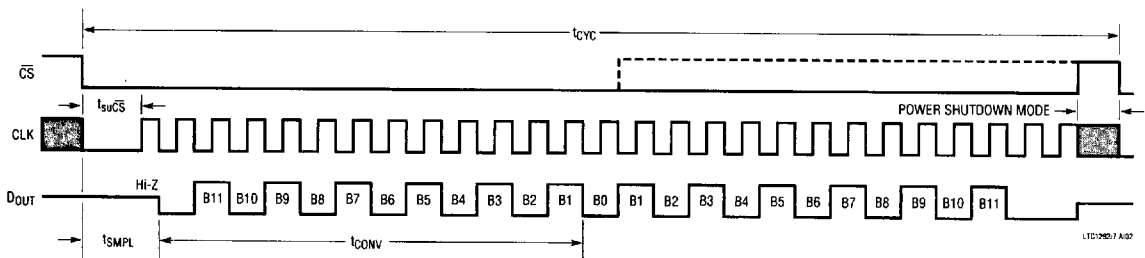 tCYC
CS
tsuCS
POWER SHUTDOWN MODE
CLK
Hi-Z
DOUT
B11 B10 B9 B8 B7 B6 B5 B4 B3 B2 B1 B0 B1 B2 B3 B4 B5 B6 B7 B8 B9 B10 B11
tSMPL
tCONV
LTC1292/7 AI02